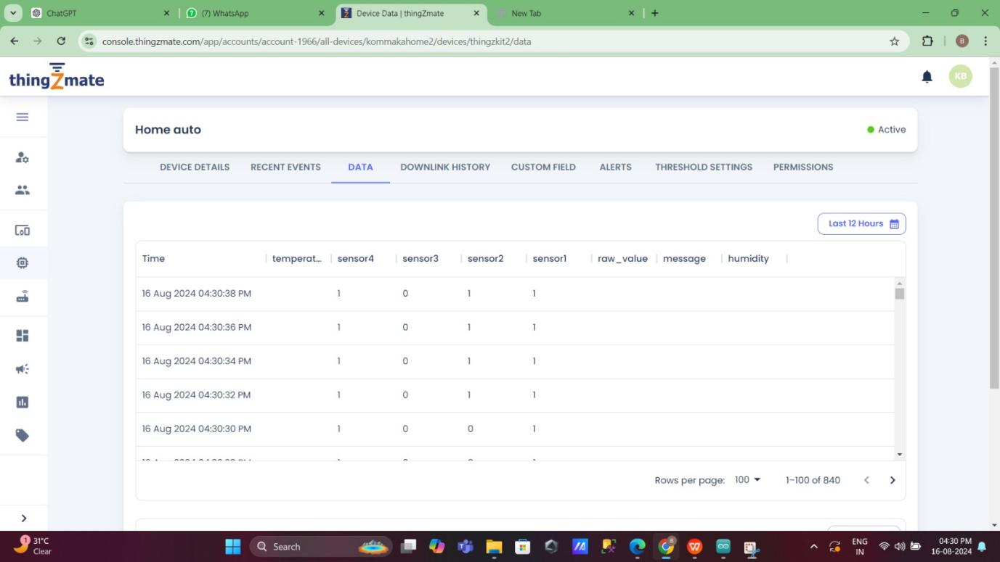 ChatGPT (7) WhatsApp Device Data | thingZmate New Tab
console.thingzmate.com/app/accounts/account-1966/all-devices/kommakahome2/devices/thingzkit2/data B
thingZmate KB
Home auto Active
DEVICE DETAILS RECENT EVENTS DATA DOWNLINK HISTORY CUSTOM FIELD ALERTS THRESHOLD SETTINGS PERMISSIONS
Last 12 Hours
Time temperat... sensor4 sensor3 sensor2 sensor1 raw_value message humidity
16 Aug 2024 04:30:38 PM 1 0 1 1
16 Aug 2024 04:30:36 PM 1 0 1 1
16 Aug 2024 04:30:34 PM 1 0 1 1
16 Aug 2024 04:30:32 PM 1 0 1 1
16 Aug 2024 04:30:30 PM 1 0 0 1
Rows per page: 100 1–100 of 840
31°C Search ENG 04:30 PM
Clear IN 16-08-2024